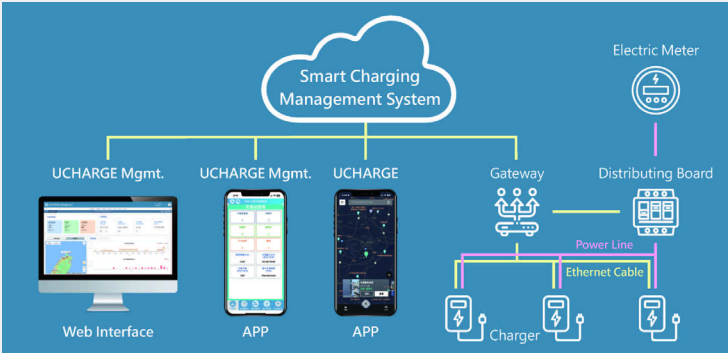 Smart Charging
Management System
Electric Meter
UCHARGE Mgmt.
UCHARGE Mgmt.
UCHARGE
Gateway
Distributing Board
Power Line
Ethernet Cable
Web Interface
APP
APP
Charger